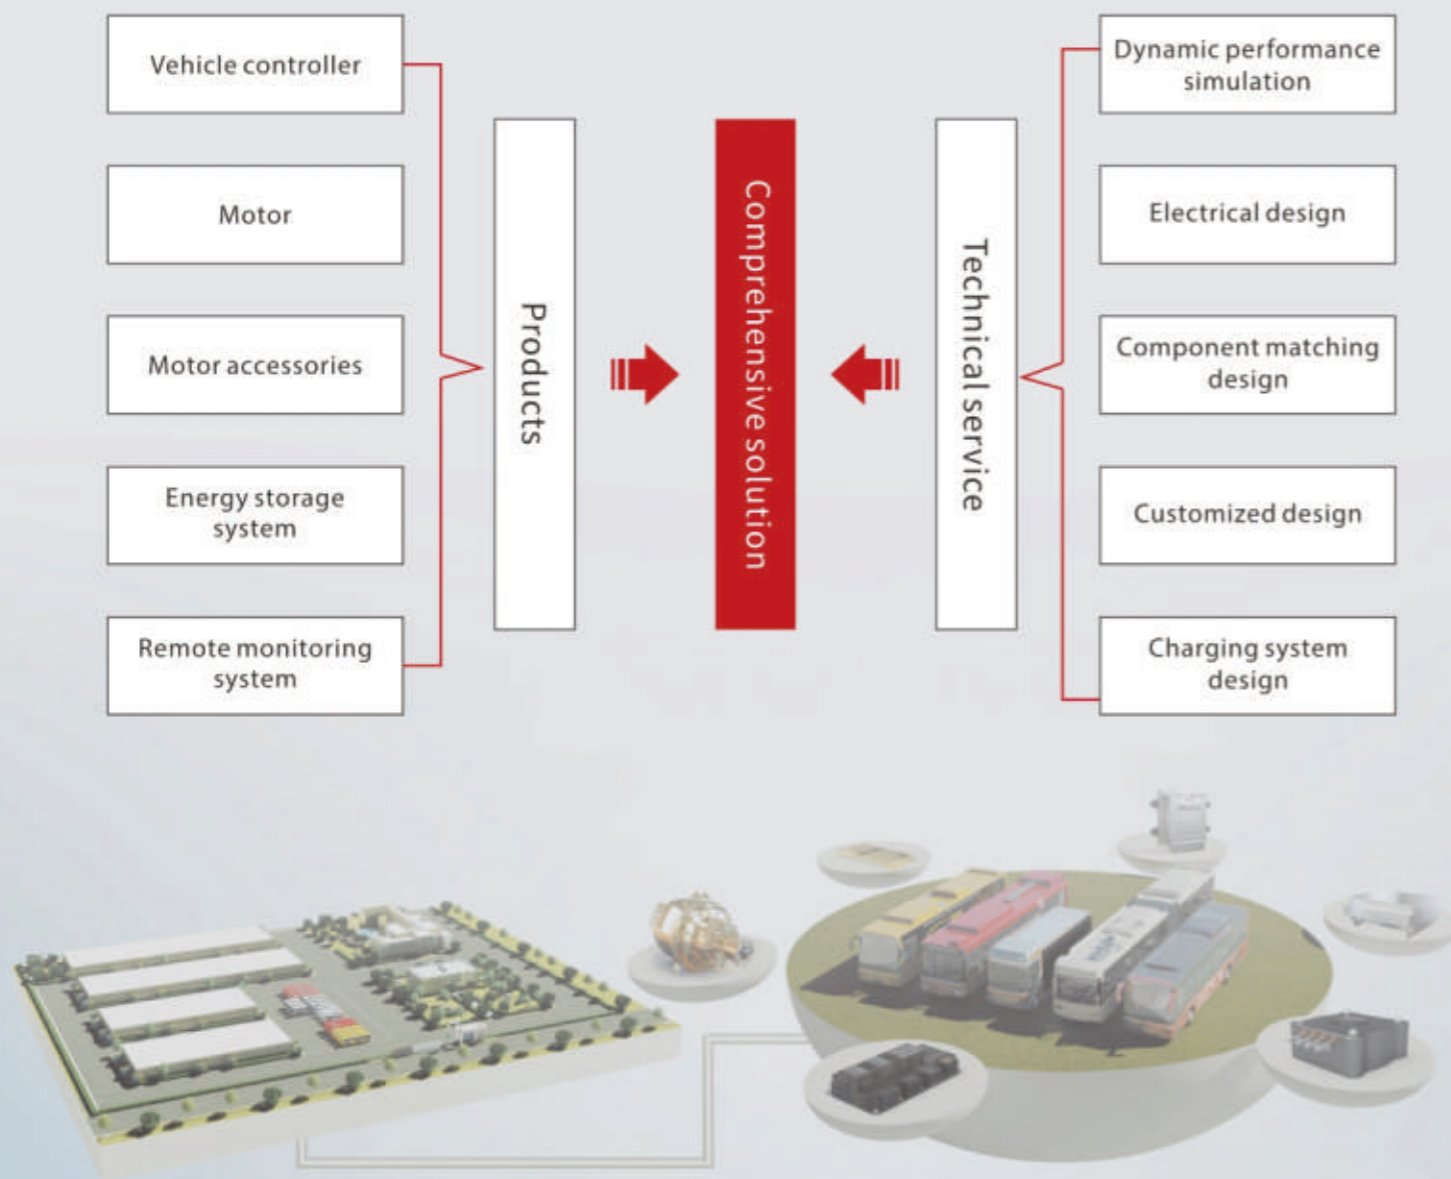 Vehicle controller
Motor
Motor accessories
Energy storage
system
Remote monitoring
system
Products
Comprehensive solution
Technical service
Dynamic performance
simulation
Electrical design
Component matching
design
Customized design
Charging system
design